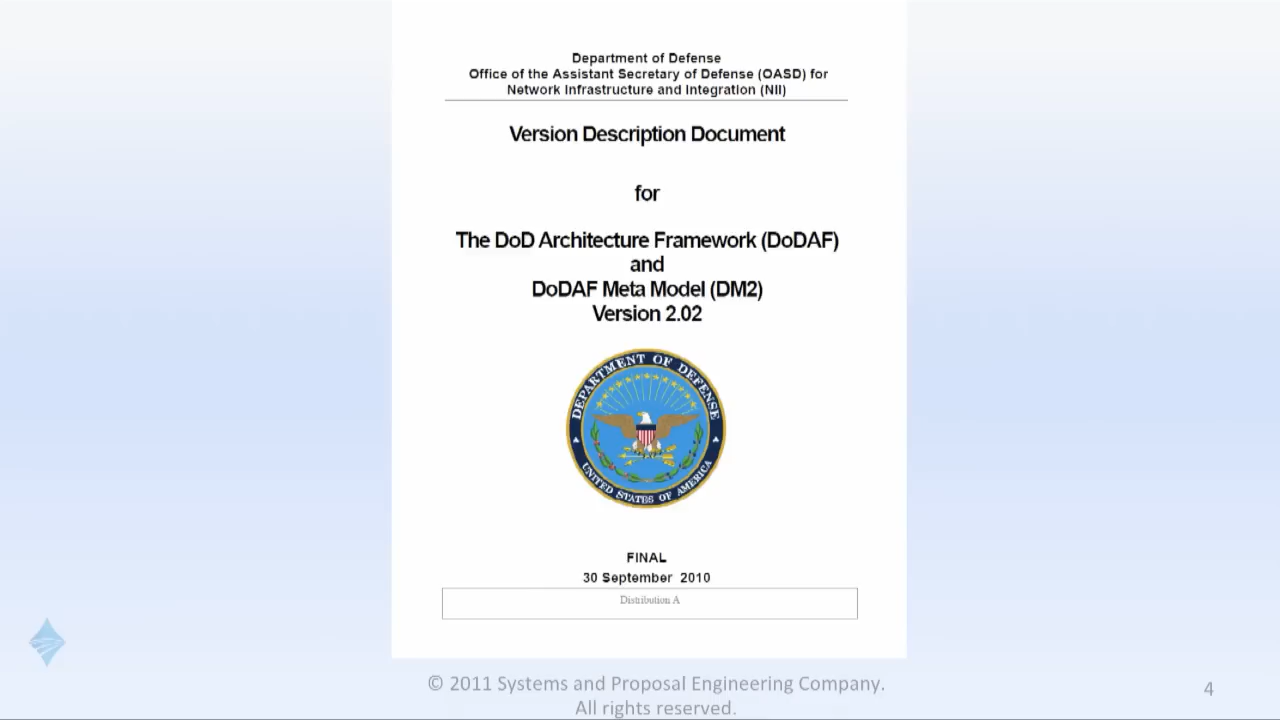 Department of Defense
Office of the Assistant Secretary of Defense (OASD) for
Network Infrastructure and Integration (NII)
Version Description Document
for
The DoD Architecture Framework (DoDAF)
and
DoDAF Meta Model (DM2)
Version 2.02
DEPARTMENT OF DEFENSE
UNITED STATES OF AMERICA
FINAL
30 September 2010
Distribution A
© 2011 Systems and Proposal Engineering Company.
All rights reserved.
4